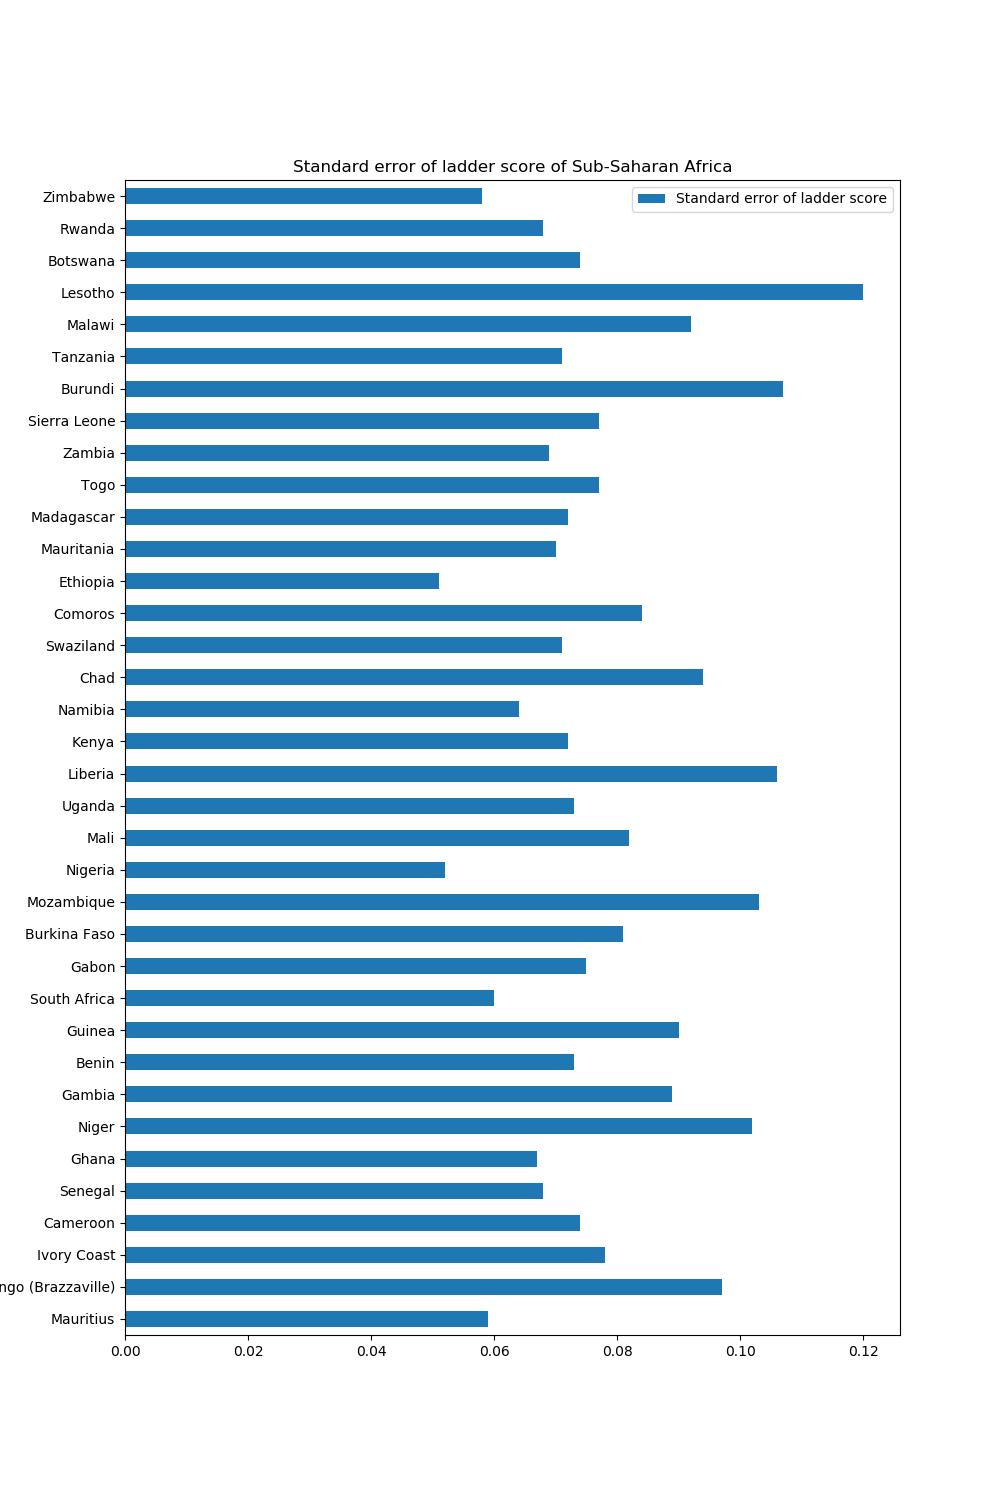 Standard error of ladder score of Sub-Saharan Africa
Standard error of ladder score
Zimbabwe
Rwanda
Botswana
Lesotho
Malawi
Tanzania
Burundi
Sierra Leone
Zambia
Togo
Madagascar
Mauritania
Ethiopia
Comoros
Swaziland
Chad
Namibia
Kenya
Liberia
Uganda
Mali
Nigeria
Mozambique
Burkina Faso
Gabon
South Africa
Guinea
Benin
Gambia
Niger
Ghana
Senegal
Cameroon
Ivory Coast
ngo (Brazzaville)
Mauritius
0.00 0.02 0.04 0.06 0.08 0.10 0.12